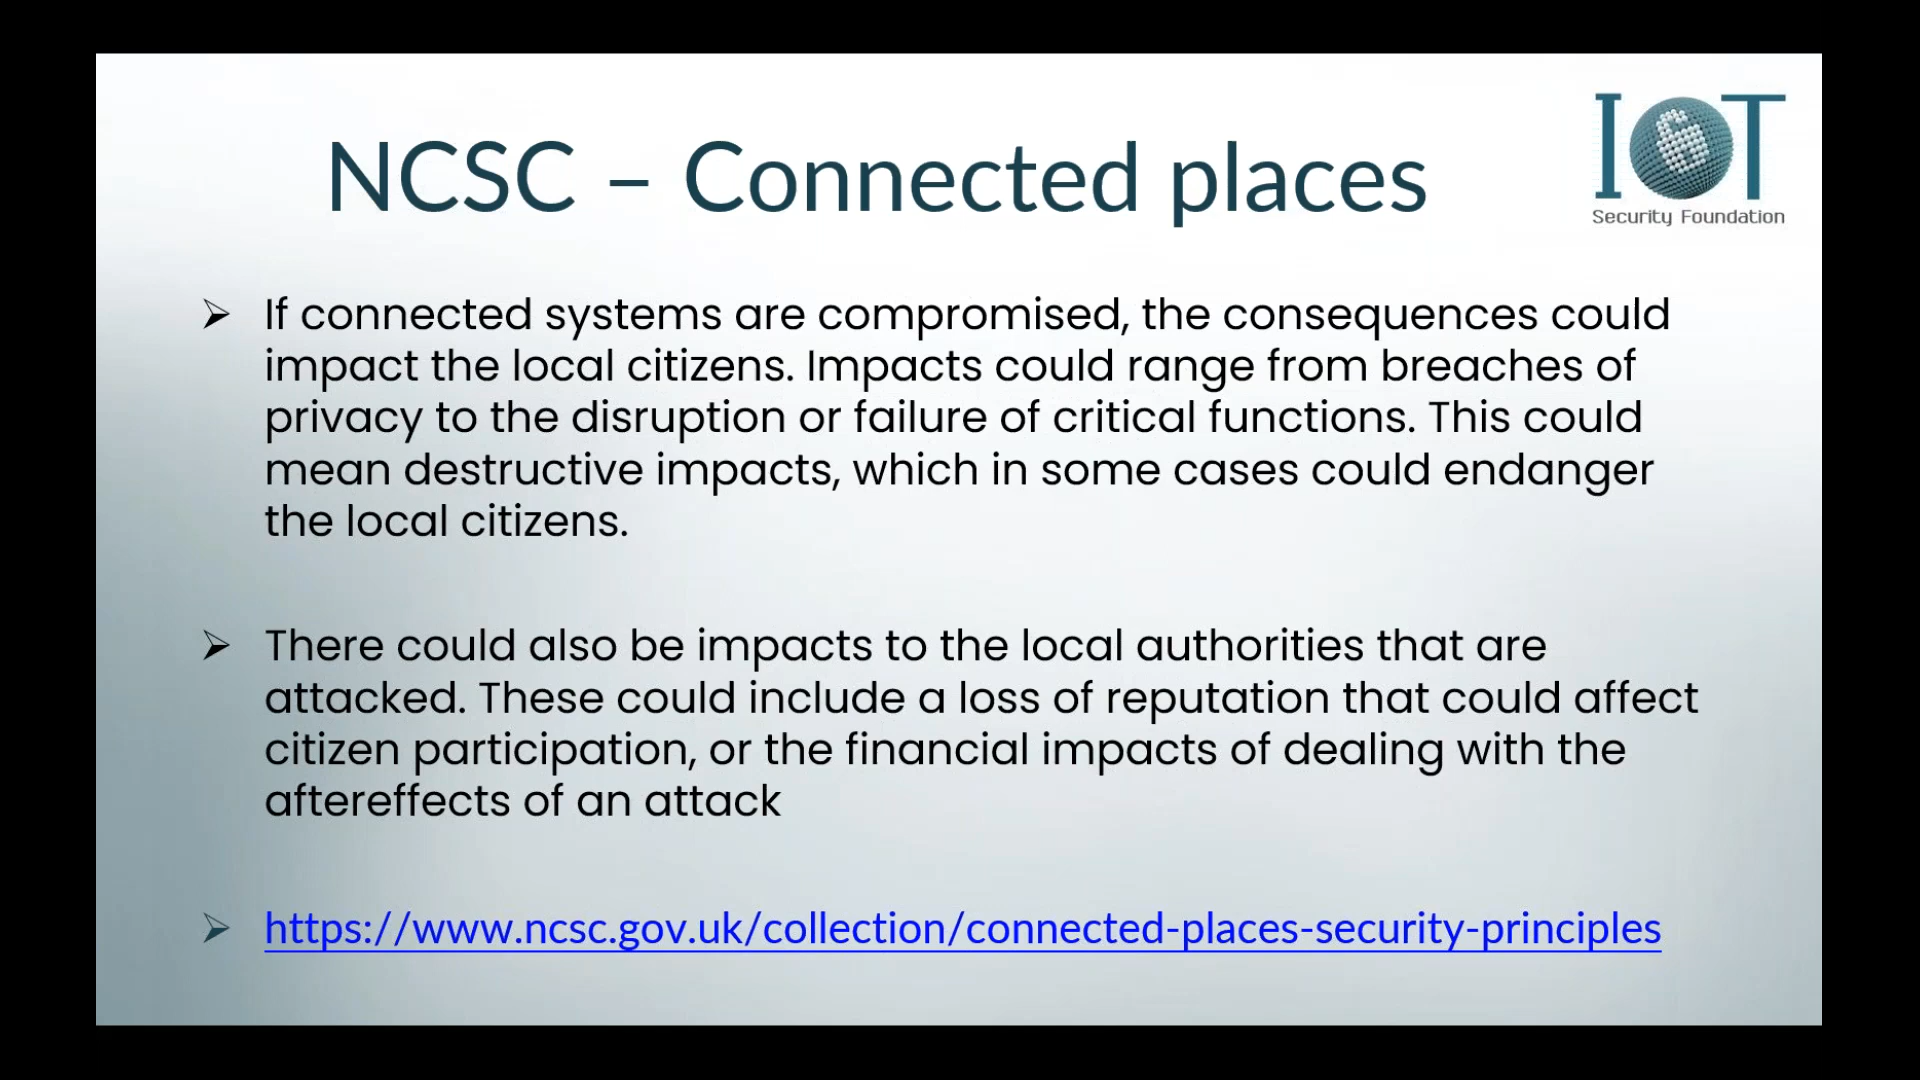 NCSC – Connected places
IOT
Security Foundation
If connected systems are compromised, the consequences could
impact the local citizens. Impacts could range from breaches of
privacy to the disruption or failure of critical functions. This could
mean destructive impacts, which in some cases could endanger
the local citizens.
There could also be impacts to the local authorities that are
attacked. These could include a loss of reputation that could affect
citizen participation, or the financial impacts of dealing with the
aftereffects of an attack
https://www.ncsc.gov.uk/collection/connected-places-security-principles